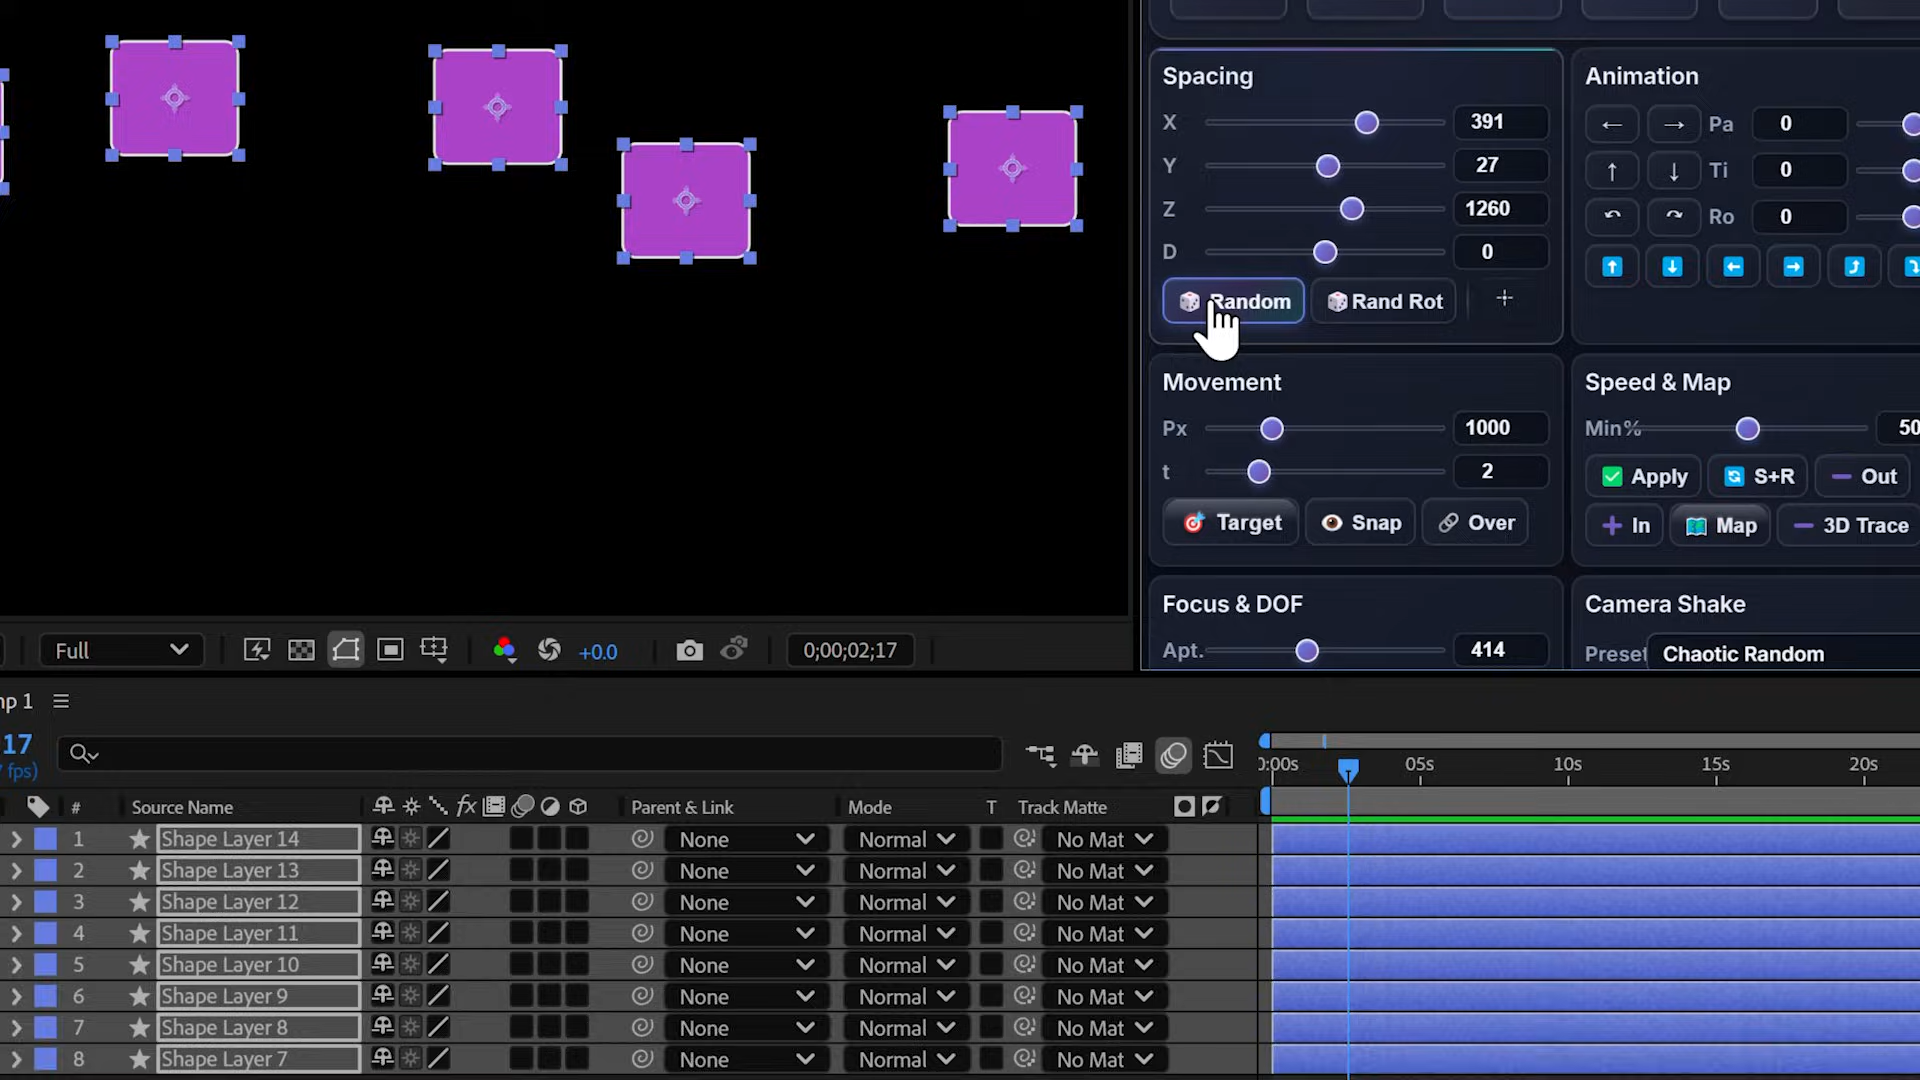 Spacing
X 391
Y 27
Z 1260
D 0
Random Rand Rot
Animation
← → Pa 0
↑ ↓ Ti 0
Ro 0
Movement
Px 1000
t 2
Target Snap Over
Speed & Map
Min% 50
Apply S+R Out
In Map 3D Trace
Focus & DOF
Apt. 414
Camera Shake
Preset Chaotic Random
Full +0.0 0;00;02;17
mp 1
17
fps)
:00s 05s 10s 15s 20s
# Source Name fx Parent & Link Mode T Track Matte
1 Shape Layer 14 None Normal No Mat
2 Shape Layer 13 None Normal No Mat
3 Shape Layer 12 None Normal No Mat
4 Shape Layer 11 None Normal No Mat
5 Shape Layer 10 None Normal No Mat
6 Shape Layer 9 None Normal No Mat
7 Shape Layer 8 None Normal No Mat
8 Shape Layer 7 None Normal No Mat